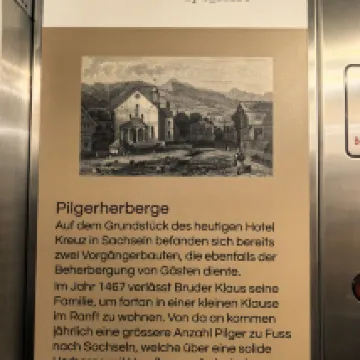 Pilgerherberge
Auf dem Grundstück des heutigen Hotel
Kreuz in Sachseln befanden sich bereits
zwei Vorgängerbauten, die ebenfalls der
Beherbergung von Gästen diente.
Im Jahr 1467 verlässt Bruder Klaus seine
Familie, um fortan in einer kleinen Klause
im Ranft zu wohnen. Von da an kommen
jährlich eine grössere Anzahl Pilger zu Fuss
nach Sachseln, welche über eine solide